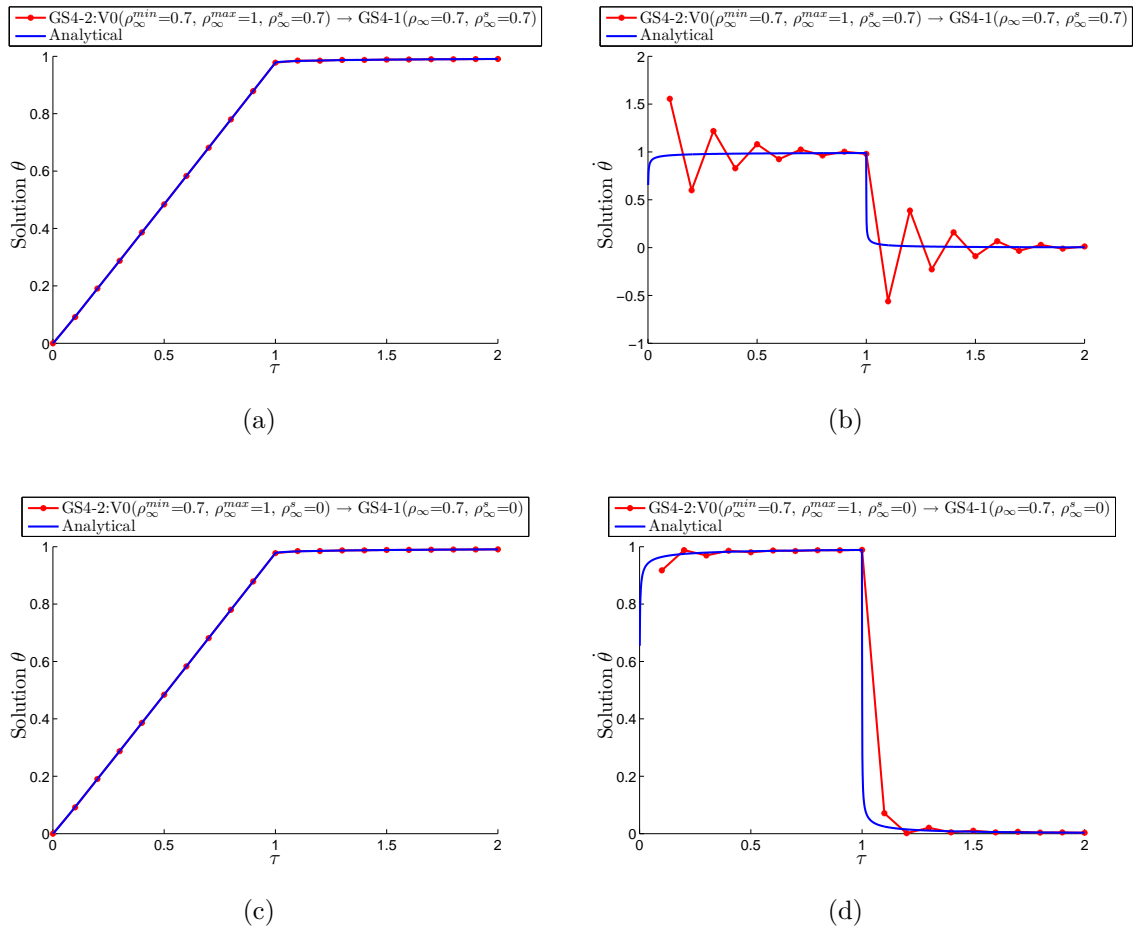 GS4-2:V0(ρ∞^min=0.7, ρ∞^max=1, ρ∞^s=0.7) → GS4-1(ρ∞=0.7, ρ∞^s=0.7)
Analytical
1
0.8
0.6
0.4
0.2
0
Solution θ
0
0.5
1
1.5
2
τ
(a)
GS4-2:V0(ρ∞^min=0.7, ρ∞^max=1, ρ∞^s=0.7) → GS4-1(ρ∞=0.7, ρ∞^s=0.7)
Analytical
2
1.5
1
0.5
0
−0.5
−1
Solution θ̇
0
0.5
1
1.5
2
τ
(b)
GS4-2:V0(ρ∞^min=0.7, ρ∞^max=1, ρ∞^s=0) → GS4-1(ρ∞=0.7, ρ∞^s=0)
Analytical
1
0.8
0.6
0.4
0.2
0
Solution θ
0
0.5
1
1.5
2
τ
(c)
GS4-2:V0(ρ∞^min=0.7, ρ∞^max=1, ρ∞^s=0) → GS4-1(ρ∞=0.7, ρ∞^s=0)
Analytical
1
0.8
0.6
0.4
0.2
0
Solution θ̇
0
0.5
1
1.5
2
τ
(d)